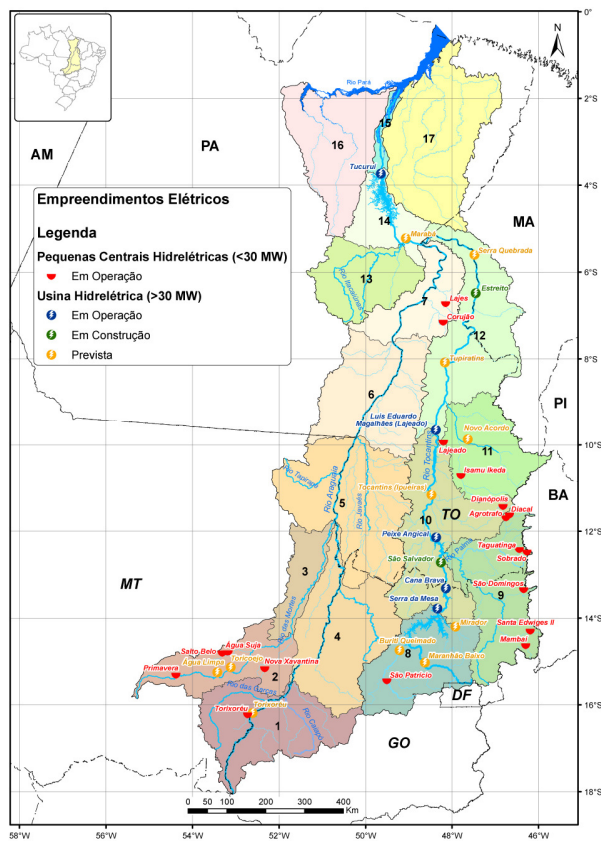 0°
N
Rio Pará
2°S
15
16
17
AM
PA
Tucuruí
4°S
MA
Empreendimentos Elétricos
Legenda
Pequenas Centrais Hidrelétricas (<30 MW)
Em Operação
Usina Hidrelétrica (>30 MW)
Em Operação
Em Construção
Prevista
14
Marabá
Serra Quebrada
6°S
13
Rio Itacaiúnas
Estreito
7
Lajes
Corujão
12
8°S
Tupiratins
PI
6
Luis Eduardo
Magalhães (Lajeado)
Novo Acordo
10°S
Lajeado
11
Rio Tocantins
Isamu Ikeda
Rio Tapirapé
Rio Araguaia
BA
5
Rio Javaés
Tocantins (Ipueiras)
Dianópolis
Agrotrafo
Diacal
10
TO
12°S
Peixe Angical
Rio Palma
Taguatinga
Sobrado
São Salvador
3
MT
Cana Brava
São Domingos
9
Serra da Mesa
14°S
Rio das Mortes
4
Mirador
Santa Edwiges II
Mambaí
Salto Belo
Água Suja
Buriti Queimado
8
Maranhão Baixo
Toricoejo
Água Limpa
Nova Xavantina
Primavera
2
São Patrício
Rio das Garças
DF
Torixoréu
Torixoréu
16°S
1
Rio Caiapó
GO
18°S
0 50 100 200 300 400
Km
58°W 56°W 54°W 52°W 50°W 48°W 46°W